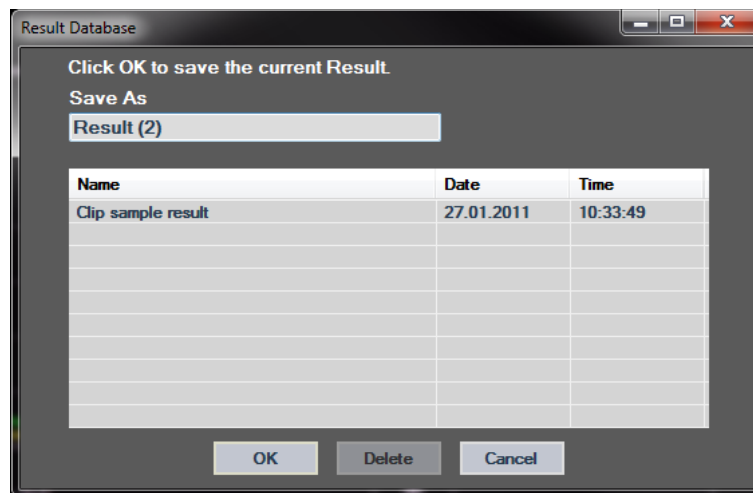 Result Database
Click OK to save the current Result.
Save As
Result (2)
Name Date Time
Clip sample result 27.01.2011 10:33:49
OK Delete Cancel